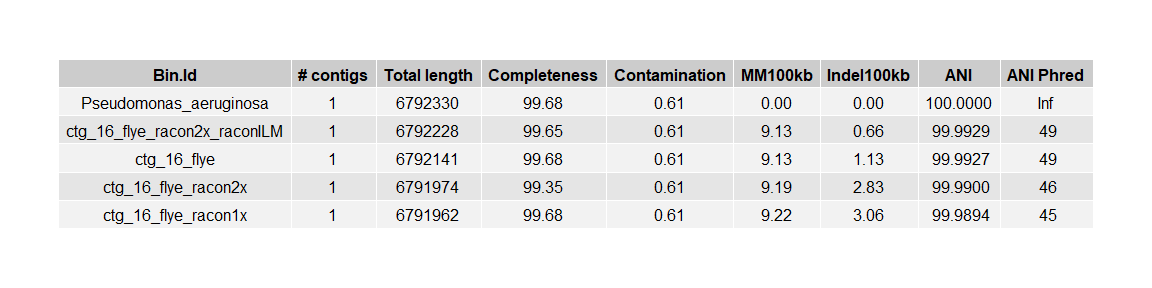 Bin.Id # contigs Total length Completeness Contamination MM100kb Indel100kb ANI ANI Phred
Pseudomonas_aeruginosa 1 6792330 99.68 0.61 0.00 0.00 100.0000 Inf
ctg_16_flye_racon2x_raconILM 1 6792228 99.65 0.61 9.13 0.66 99.9929 49
ctg_16_flye 1 6792141 99.68 0.61 9.13 1.13 99.9927 49
ctg_16_flye_racon2x 1 6791974 99.35 0.61 9.19 2.83 99.9900 46
ctg_16_flye_racon1x 1 6791962 99.68 0.61 9.22 3.06 99.9894 45